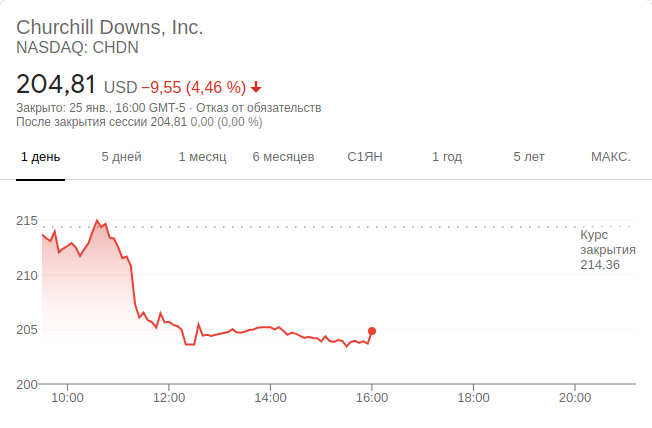 Churchill Downs, Inc.
NASDAQ: CHDN
204,81 USD −9,55 (4,46 %)
Закрыто: 25 янв., 16:00 GMT-5 · Отказ от обязательств
После закрытия сессии 204,81 0,00 (0,00 %)
1 день 5 дней 1 месяц 6 месяцев С1ЯН 1 год 5 лет МАКС.
215
Курс
закрытия
214,36
210
205
200
10:00 12:00 14:00 16:00 18:00 20:00